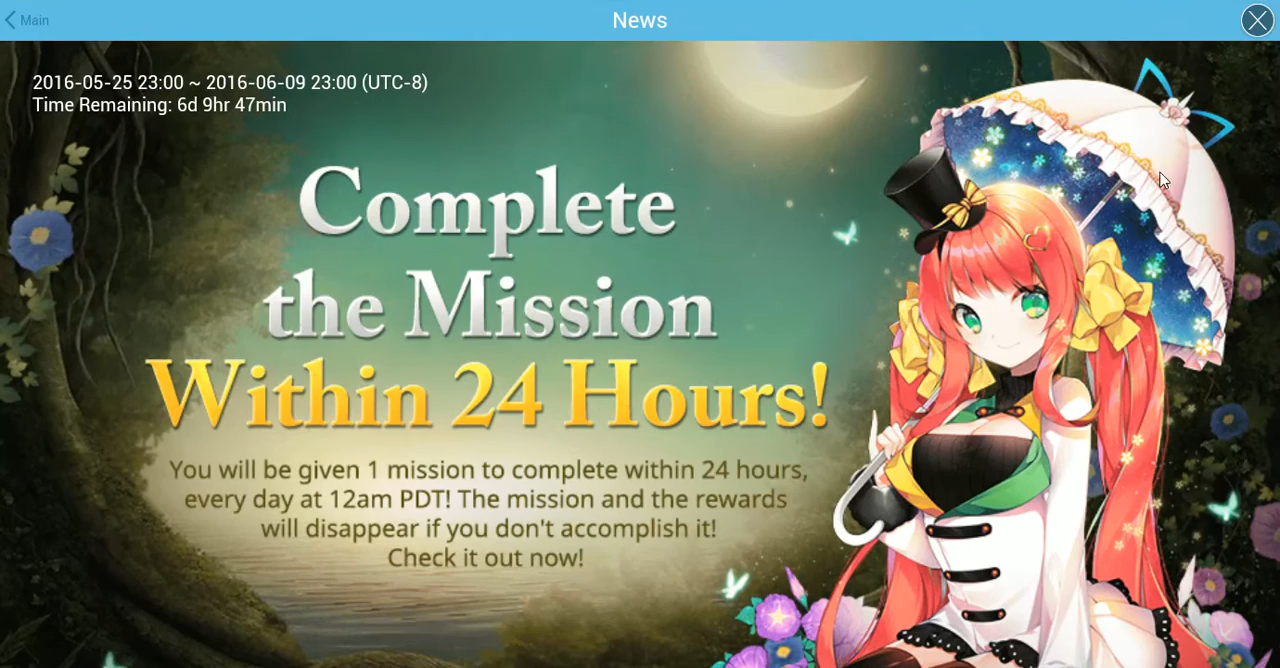 Main
News
2016-05-25 23:00 ~ 2016-06-09 23:00 (UTC-8)
Time Remaining: 6d 9hr 47min
Complete
the Mission
Within 24 Hours!
You will be given 1 mission to complete within 24 hours,
every day at 12am PDT! The mission and the rewards
will disappear if you don't accomplish it!
Check it out now!